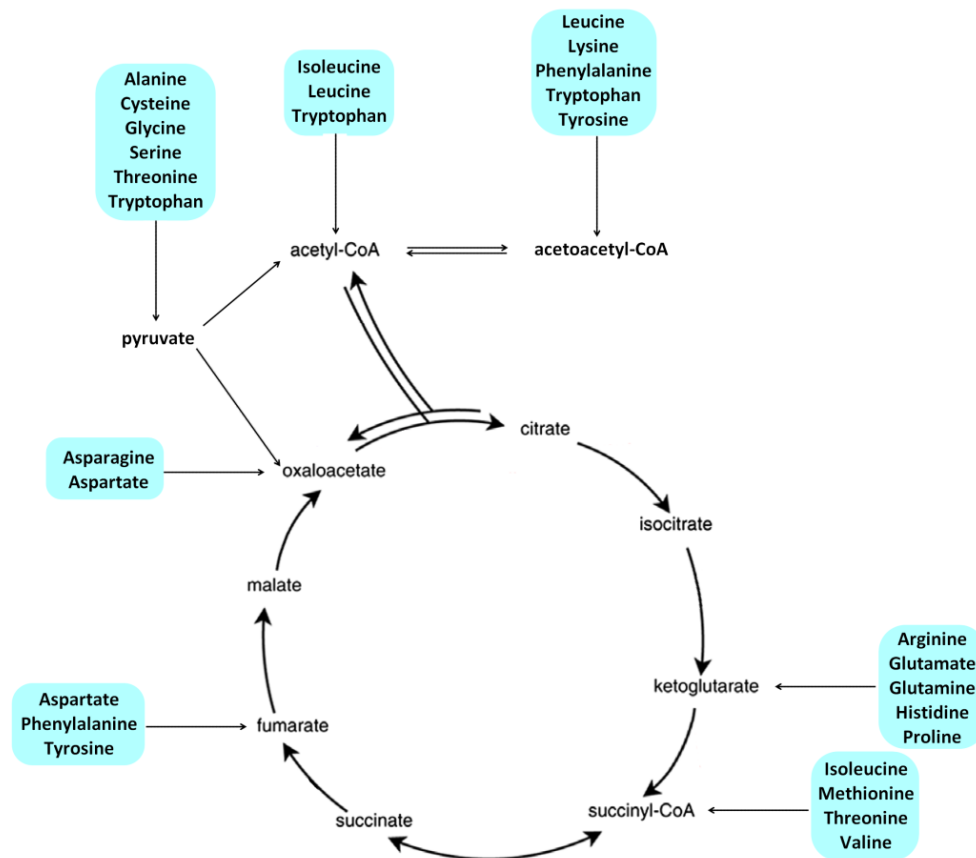 Alanine
Cysteine
Glycine
Serine
Threonine
Tryptophan
Isoleucine
Leucine
Tryptophan
Leucine
Lysine
Phenylalanine
Tryptophan
Tyrosine
acetyl-CoA
acetoacetyl-CoA
pyruvate
citrate
Asparagine
Aspartate
oxaloacetate
isocitrate
malate
Arginine
Glutamate
Glutamine
Histidine
Proline
ketoglutarate
Aspartate
Phenylalanine
Tyrosine
fumarate
Isoleucine
Methionine
Threonine
Valine
succinyl-CoA
succinate